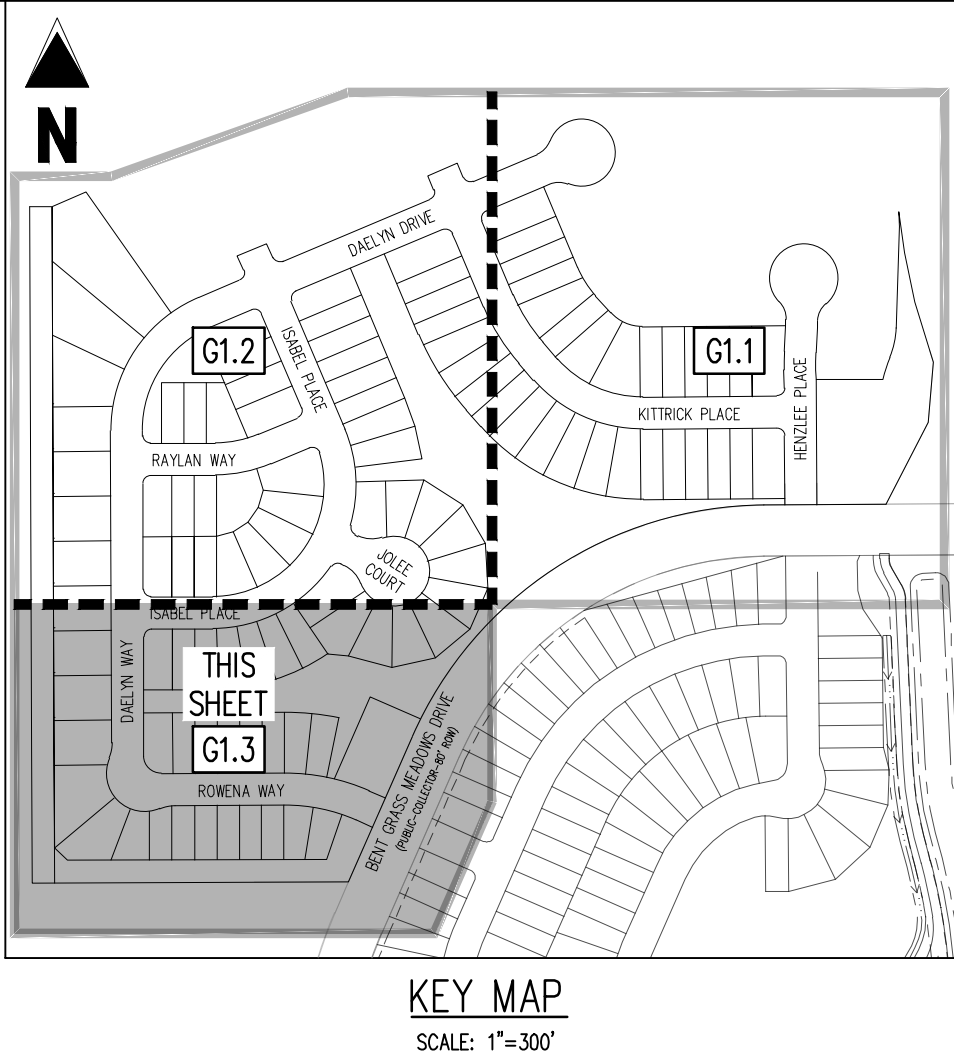 N
DAELYN DRIVE
G1.2
ISABEL PLACE
G1.1
HENZLEE PLACE
KITTRICK PLACE
RAYLAN WAY
JOLEE
COURT
ISABEL PLACE
DAELYN WAY
THIS
SHEET
G1.3
ROWENA WAY
BENT GRASS MEADOWS DRIVE
(PUBLIC-COLLECTOR-80' ROW)
KEY MAP
SCALE: 1"=300'